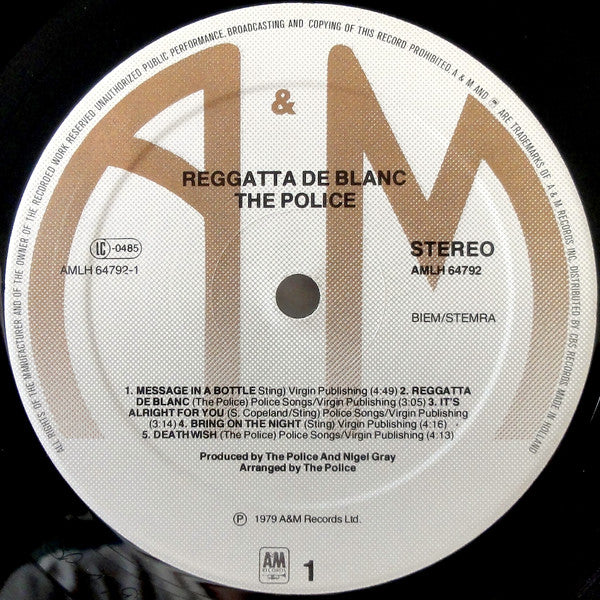 ALL RIGHTS OF THE MANUFACTURER AND OF THE OWNER OF THE RECORDED WORK RESERVED. UNAUTHORIZED PUBLIC PERFORMANCE, BROADCASTING AND COPYING OF THIS RECORD PROHIBITED. A & M AND ARE TRADEMARKS OF A & M RECORDS INC. DISTRIBUTED BY CBS RECORDS. MADE IN HOLLAND
A & M
REGGATTA DE BLANC
THE POLICE
LC -0485
AMLH 64792-1
STEREO
AMLH 64792
BIEM/STEMRA
1. MESSAGE IN A BOTTLE Sting) Virgin Publishing (4:49) 2. REGGATTA
DE BLANC (The Police) Police Songs/Virgin Publishing (3:05) 3. IT'S
ALRIGHT FOR YOU (S. Copeland/Sting) Police Songs/Virgin Publishing
(3:14) 4. BRING ON THE NIGHT (Sting) Virgin Publishing (4:16)
5. DEATH WISH (The Police) Police Songs/Virgin Publishing (4:13)
Produced by The Police And Nigel Gray
Arranged by The Police
Ⓟ 1979 A&M Records Ltd.
AM
RECORDS
1